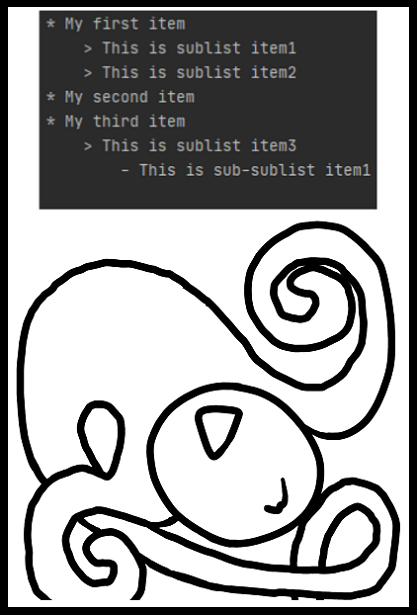 * My first item
    > This is sublist item1
    > This is sublist item2
* My second item
* My third item
    > This is sublist item3
        - This is sub-sublist item1